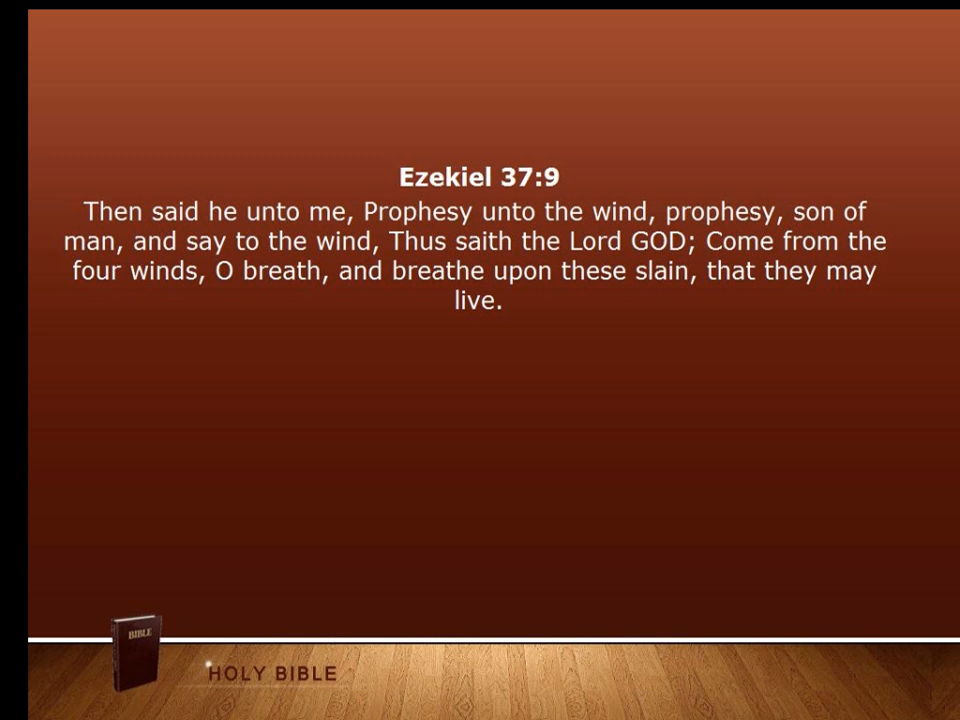 Ezekiel 37:9
Then said he unto me, Prophesy unto the wind, prophesy, son of
man, and say to the wind, Thus saith the Lord GOD; Come from the
four winds, O breath, and breathe upon these slain, that they may
live.
BIBLE
HOLY BIBLE